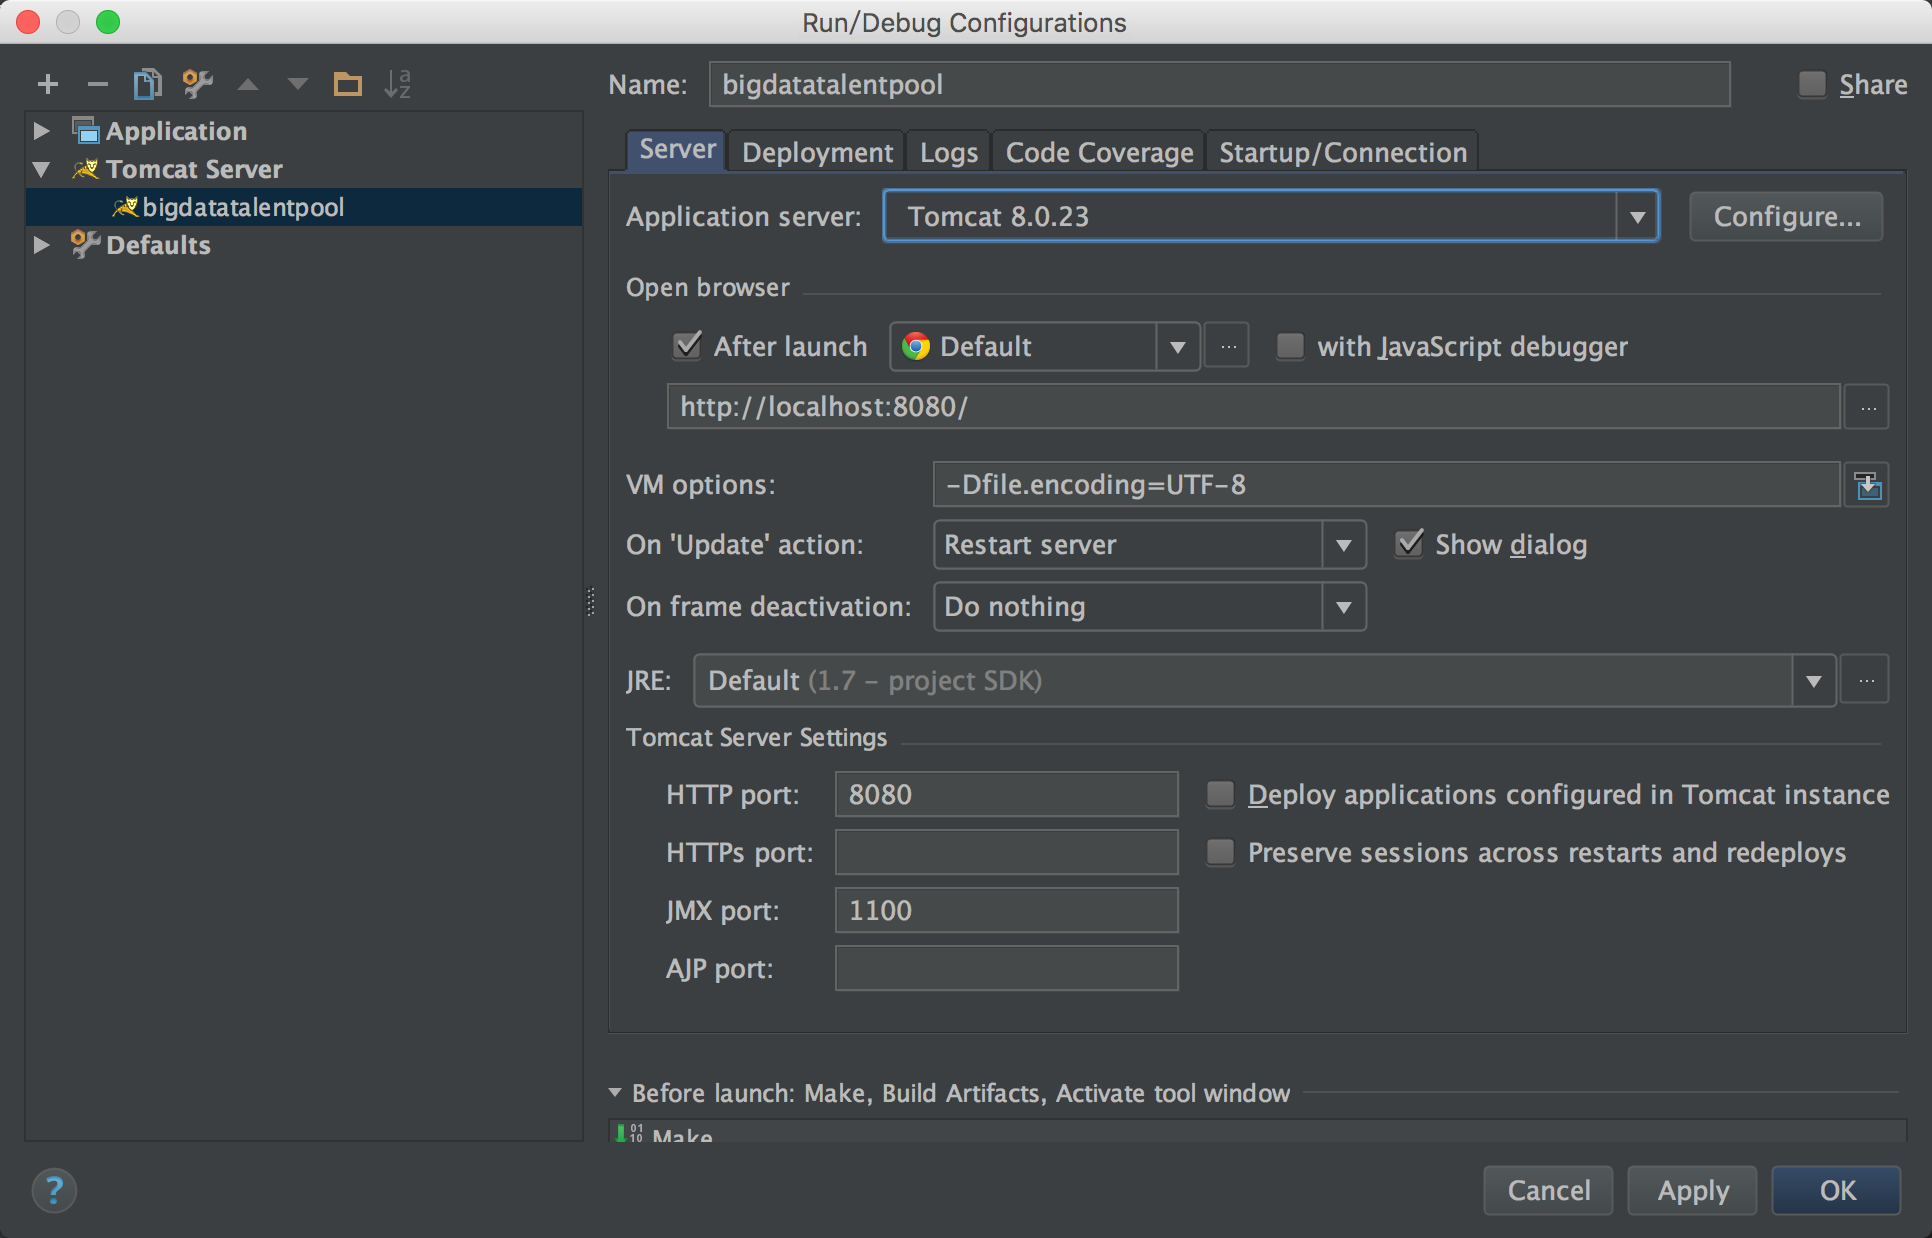 Run/Debug Configurations
Name: bigdatatalentpool Share
Application
Tomcat Server
bigdatatalentpool
Defaults
Server Deployment Logs Code Coverage Startup/Connection
Application server: Tomcat 8.0.23 Configure...
Open browser
After launch Default ... with JavaScript debugger
http://localhost:8080/ ...
VM options: -Dfile.encoding=UTF-8
On 'Update' action: Restart server Show dialog
On frame deactivation: Do nothing
JRE: Default (1.7 - project SDK) ...
Tomcat Server Settings
HTTP port: 8080 Deploy applications configured in Tomcat instance
HTTPs port: Preserve sessions across restarts and redeploys
JMX port: 1100
AJP port:
Before launch: Make, Build Artifacts, Activate tool window
Make
? Cancel Apply OK